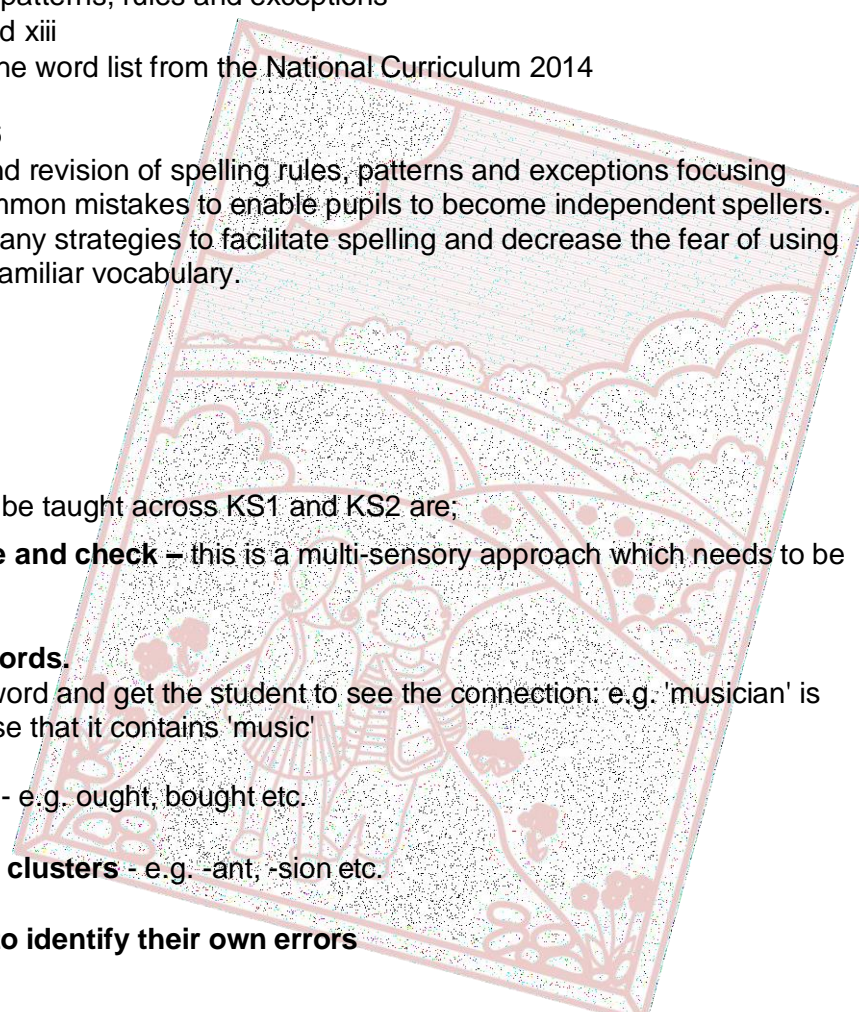 patterns, rules and exceptions
d xiii
ne word list from the National Curriculum 2014
nd revision of spelling rules, patterns and exceptions focusing
mmon mistakes to enable pupils to become independent spellers.
any strategies to facilitate spelling and decrease the fear of using
familiar vocabulary.
be taught across KS1 and KS2 are;
e and check – this is a multi-sensory approach which needs to be
ords.
word and get the student to see the connection: e.g. 'musician' is
se that it contains 'music'
- e.g. ought, bought etc.
clusters - e.g. -ant, -sion etc.
to identify their own errors